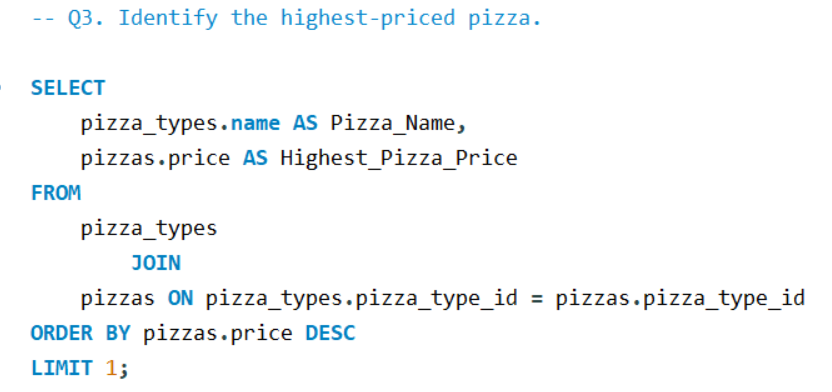 -- Q3. Identify the highest-priced pizza.
SELECT
pizza_types.name AS Pizza_Name,
pizzas.price AS Highest_Pizza_Price
FROM
pizza_types
JOIN
pizzas ON pizza_types.pizza_type_id = pizzas.pizza_type_id
ORDER BY pizzas.price DESC
LIMIT 1;